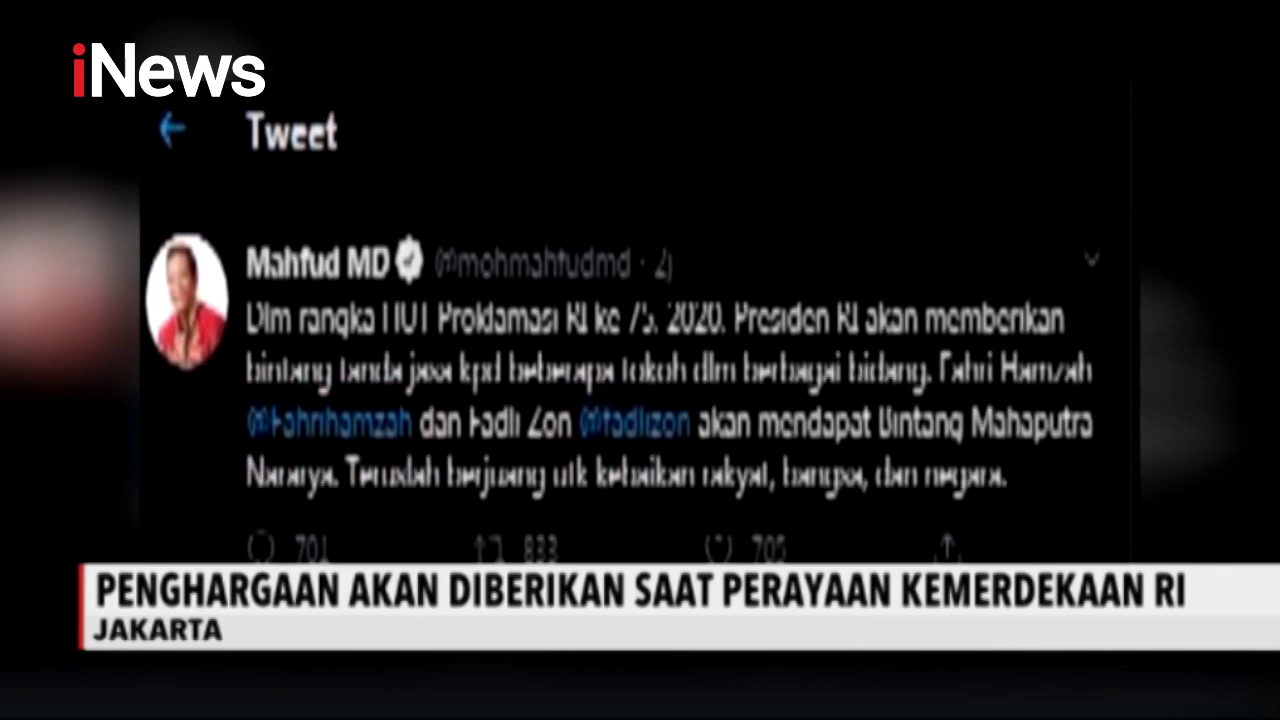 iNews
Tweet
Mahfud MD @mohmahfudmd · 2j
Dlm rangka HUT Proklamasi RI ke 75, 2020, Presiden RI akan memberikan
bintang tanda jasa kpd beberapa tokoh dlm berbagai bidang. Fahri Hamzah
@Fahrihamzah dan Fadli Zon @fadlizon akan mendapat Bintang Mahaputra
Nararya. Teruslah berjuang utk kebaikan rakyat, bangsa, dan negara.
701 833 705
PENGHARGAAN AKAN DIBERIKAN SAAT PERAYAAN KEMERDEKAAN RI
JAKARTA